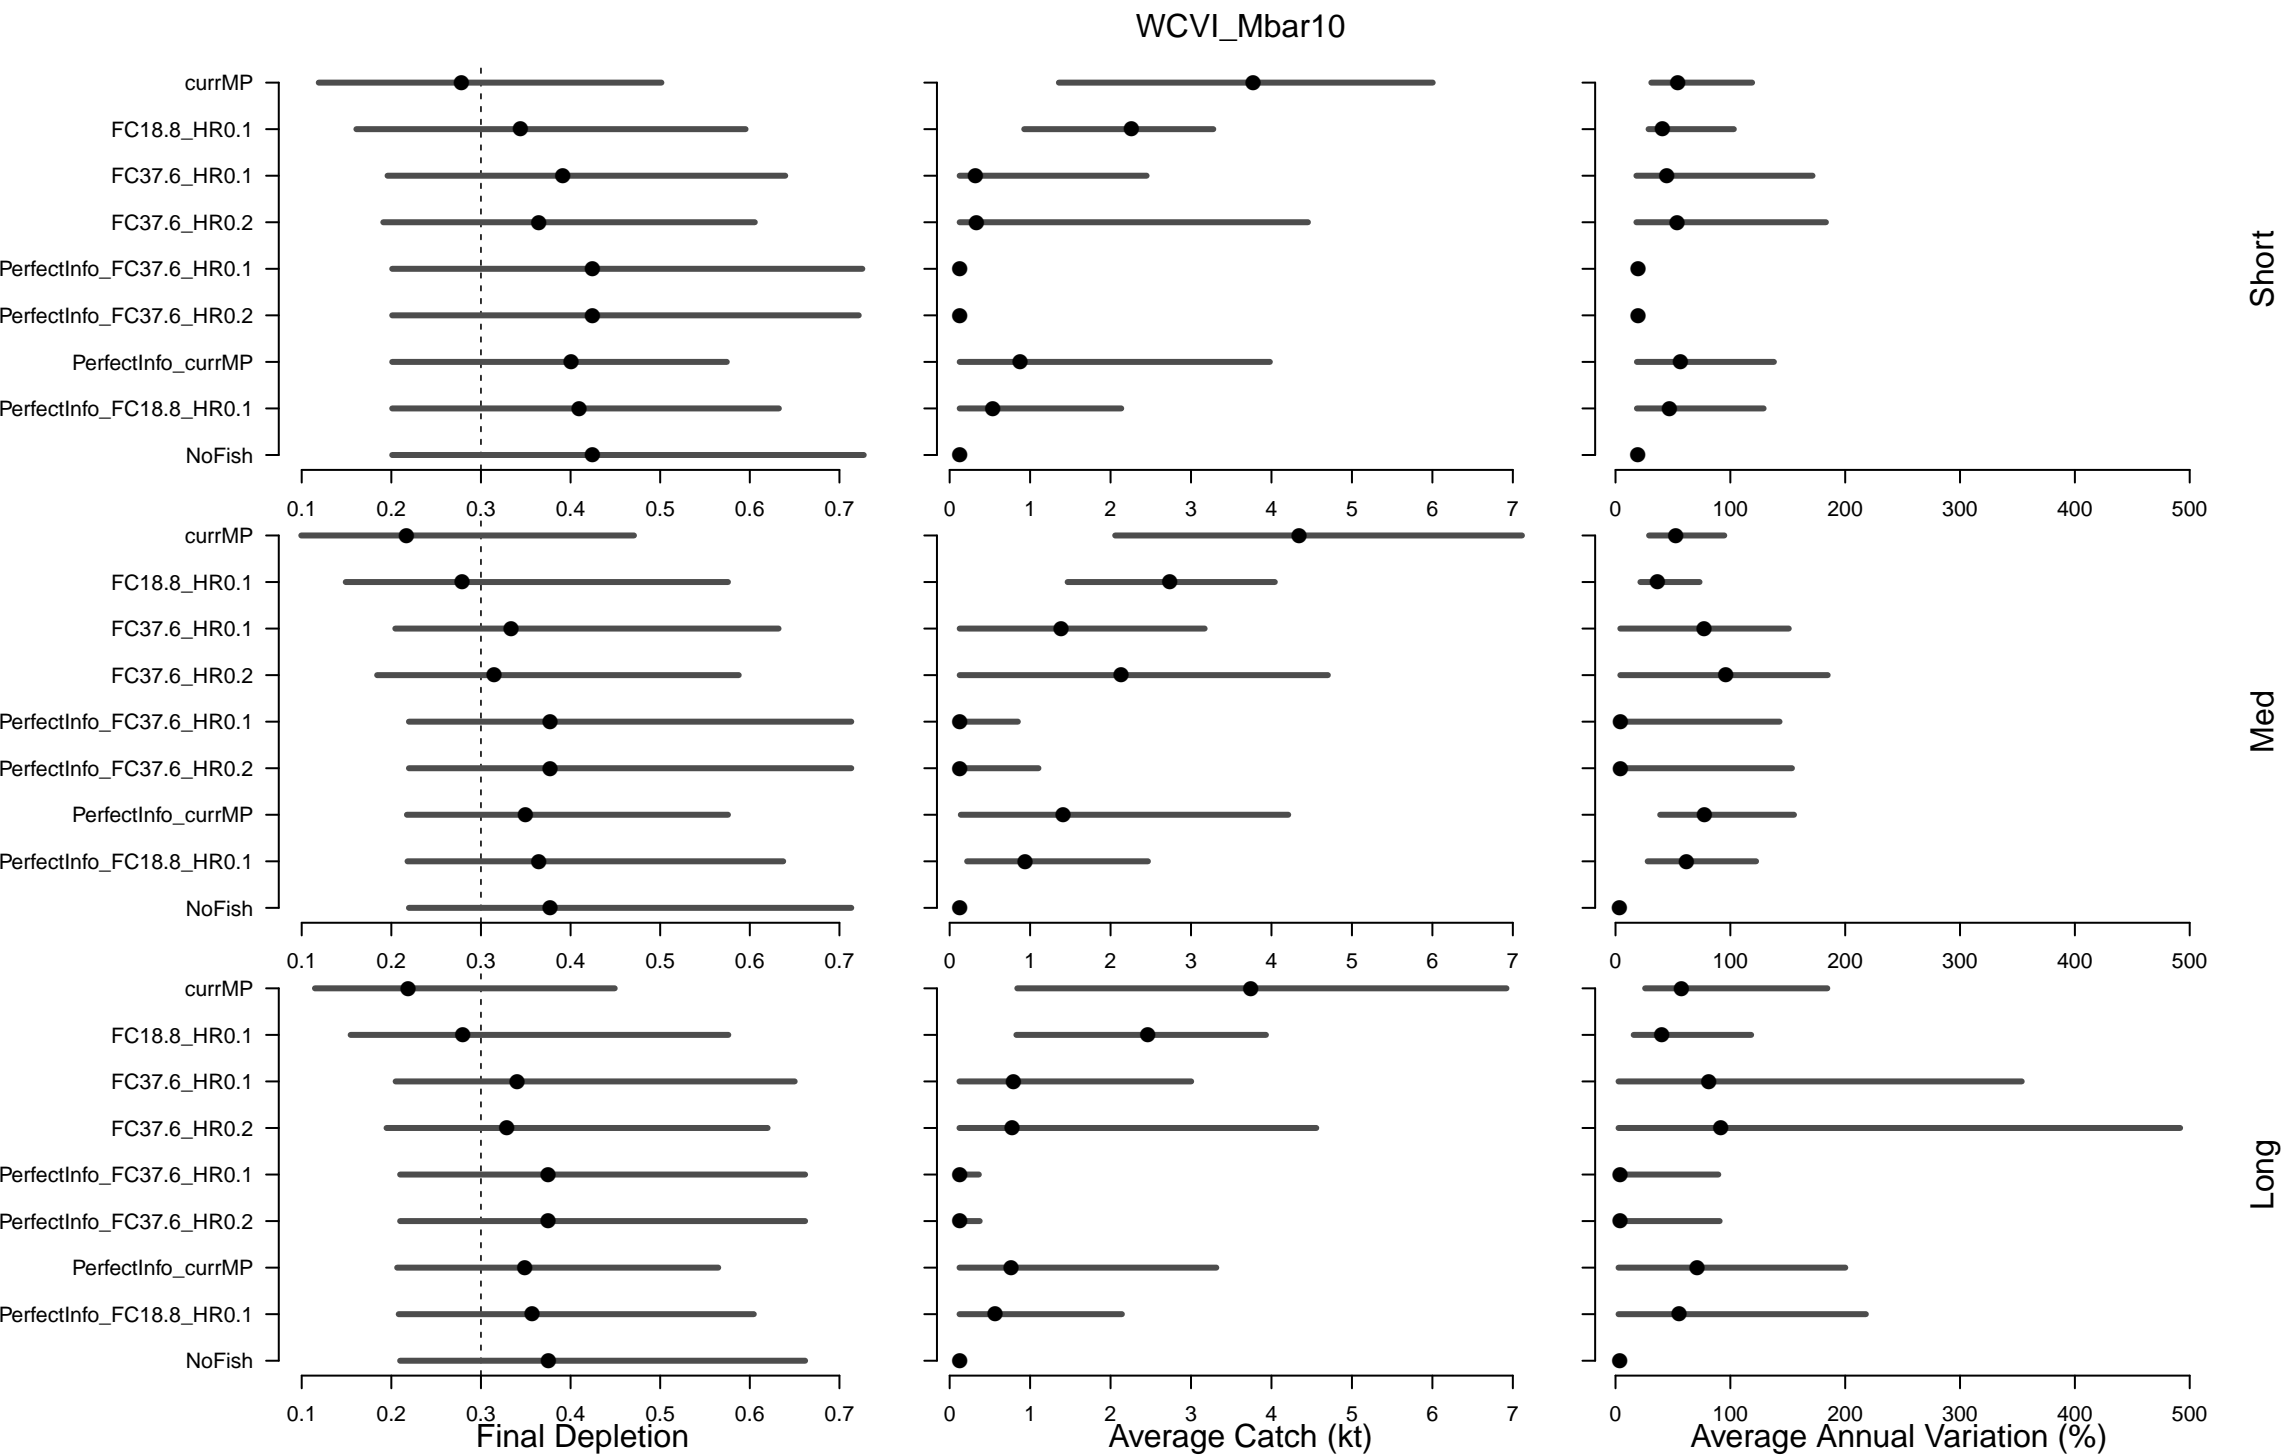 WCVI_Mbar10
currMP
FC18.8_HR0.1
FC37.6_HR0.1
FC37.6_HR0.2
PerfectInfo_FC37.6_HR0.1
PerfectInfo_FC37.6_HR0.2
PerfectInfo_currMP
PerfectInfo_FC18.8_HR0.1
NoFish
0.1 0.2 0.3 0.4 0.5 0.6 0.7
0 1 2 3 4 5 6 7
0 100 200 300 400 500
Short
currMP
FC18.8_HR0.1
FC37.6_HR0.1
FC37.6_HR0.2
PerfectInfo_FC37.6_HR0.1
PerfectInfo_FC37.6_HR0.2
PerfectInfo_currMP
PerfectInfo_FC18.8_HR0.1
NoFish
0.1 0.2 0.3 0.4 0.5 0.6 0.7
0 1 2 3 4 5 6 7
0 100 200 300 400 500
Med
currMP
FC18.8_HR0.1
FC37.6_HR0.1
FC37.6_HR0.2
PerfectInfo_FC37.6_HR0.1
PerfectInfo_FC37.6_HR0.2
PerfectInfo_currMP
PerfectInfo_FC18.8_HR0.1
NoFish
0.1 0.2 0.3 0.4 0.5 0.6 0.7
Final Depletion
0 1 2 3 4 5 6 7
Average Catch (kt)
0 100 200 300 400 500
Average Annual Variation (%)
Long